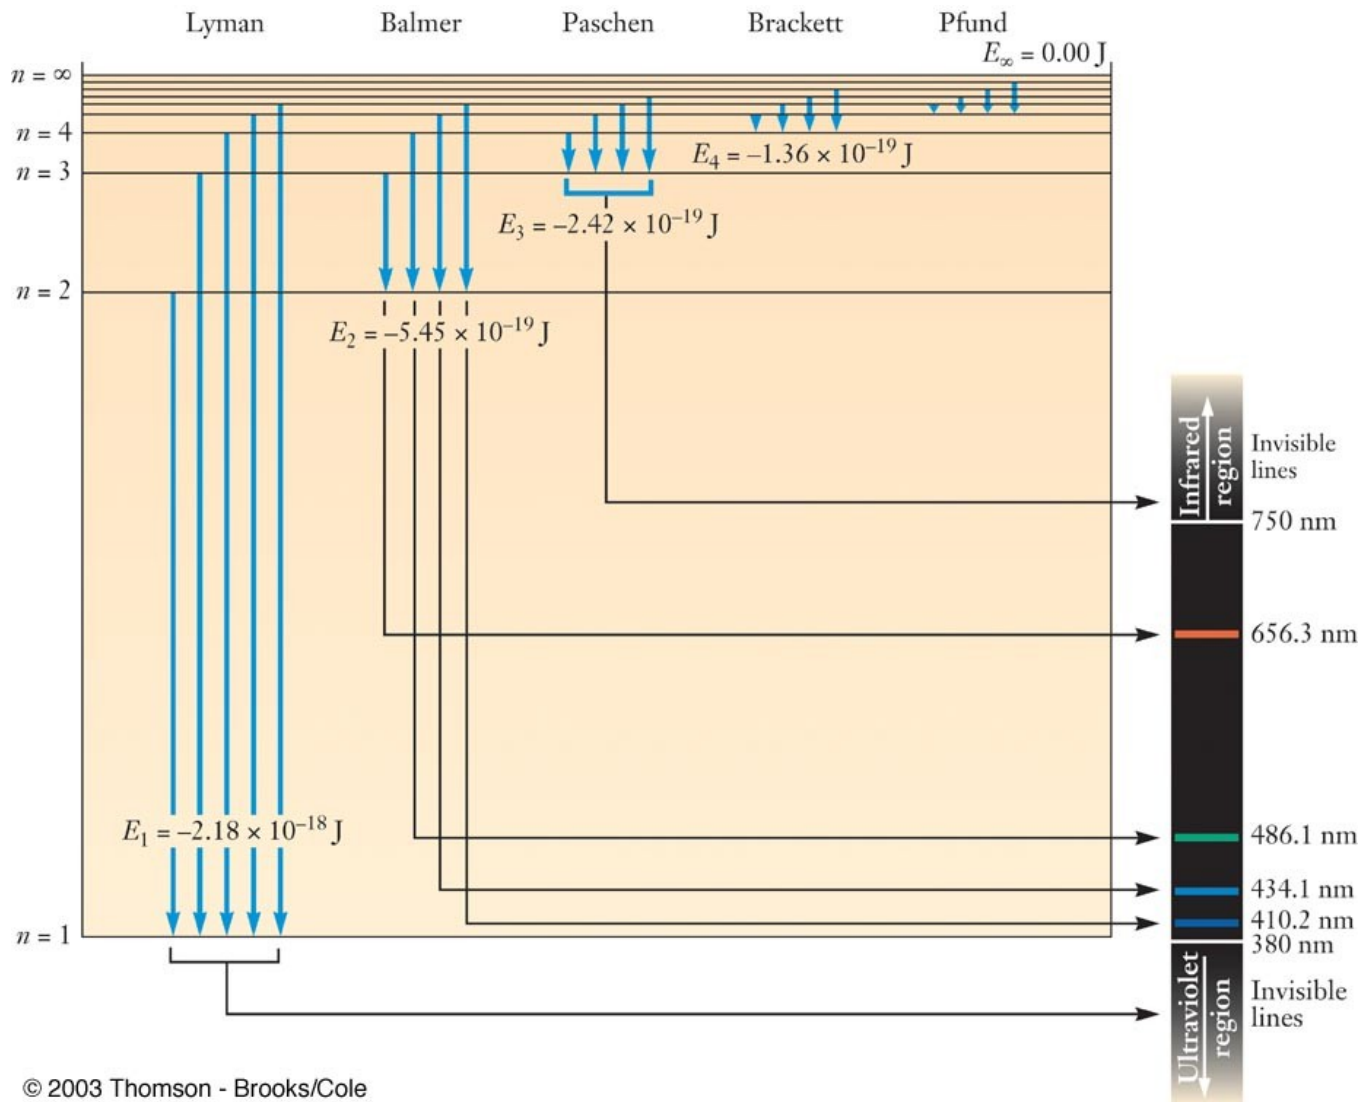 Lyman
Balmer
Paschen
Brackett
Pfund
E∞ = 0.00 J
n = ∞
n = 4
E4 = –1.36 × 10–19 J
n = 3
E3 = –2.42 × 10–19 J
n = 2
E2 = –5.45 × 10–19 J
Infrared
region
Invisible
lines
750 nm
656.3 nm
E1 = –2.18 × 10–18 J
486.1 nm
434.1 nm
410.2 nm
n = 1
380 nm
Ultraviolet
region
Invisible
lines
© 2003 Thomson - Brooks/Cole